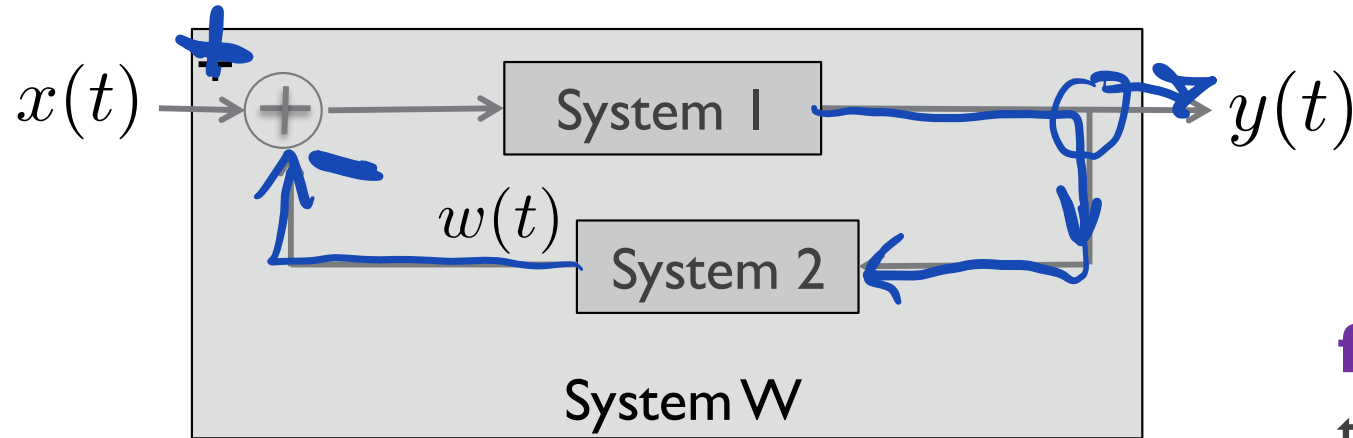 +
x(t) + System 1 y(t)
−
w(t)
System 2
f
System W
t